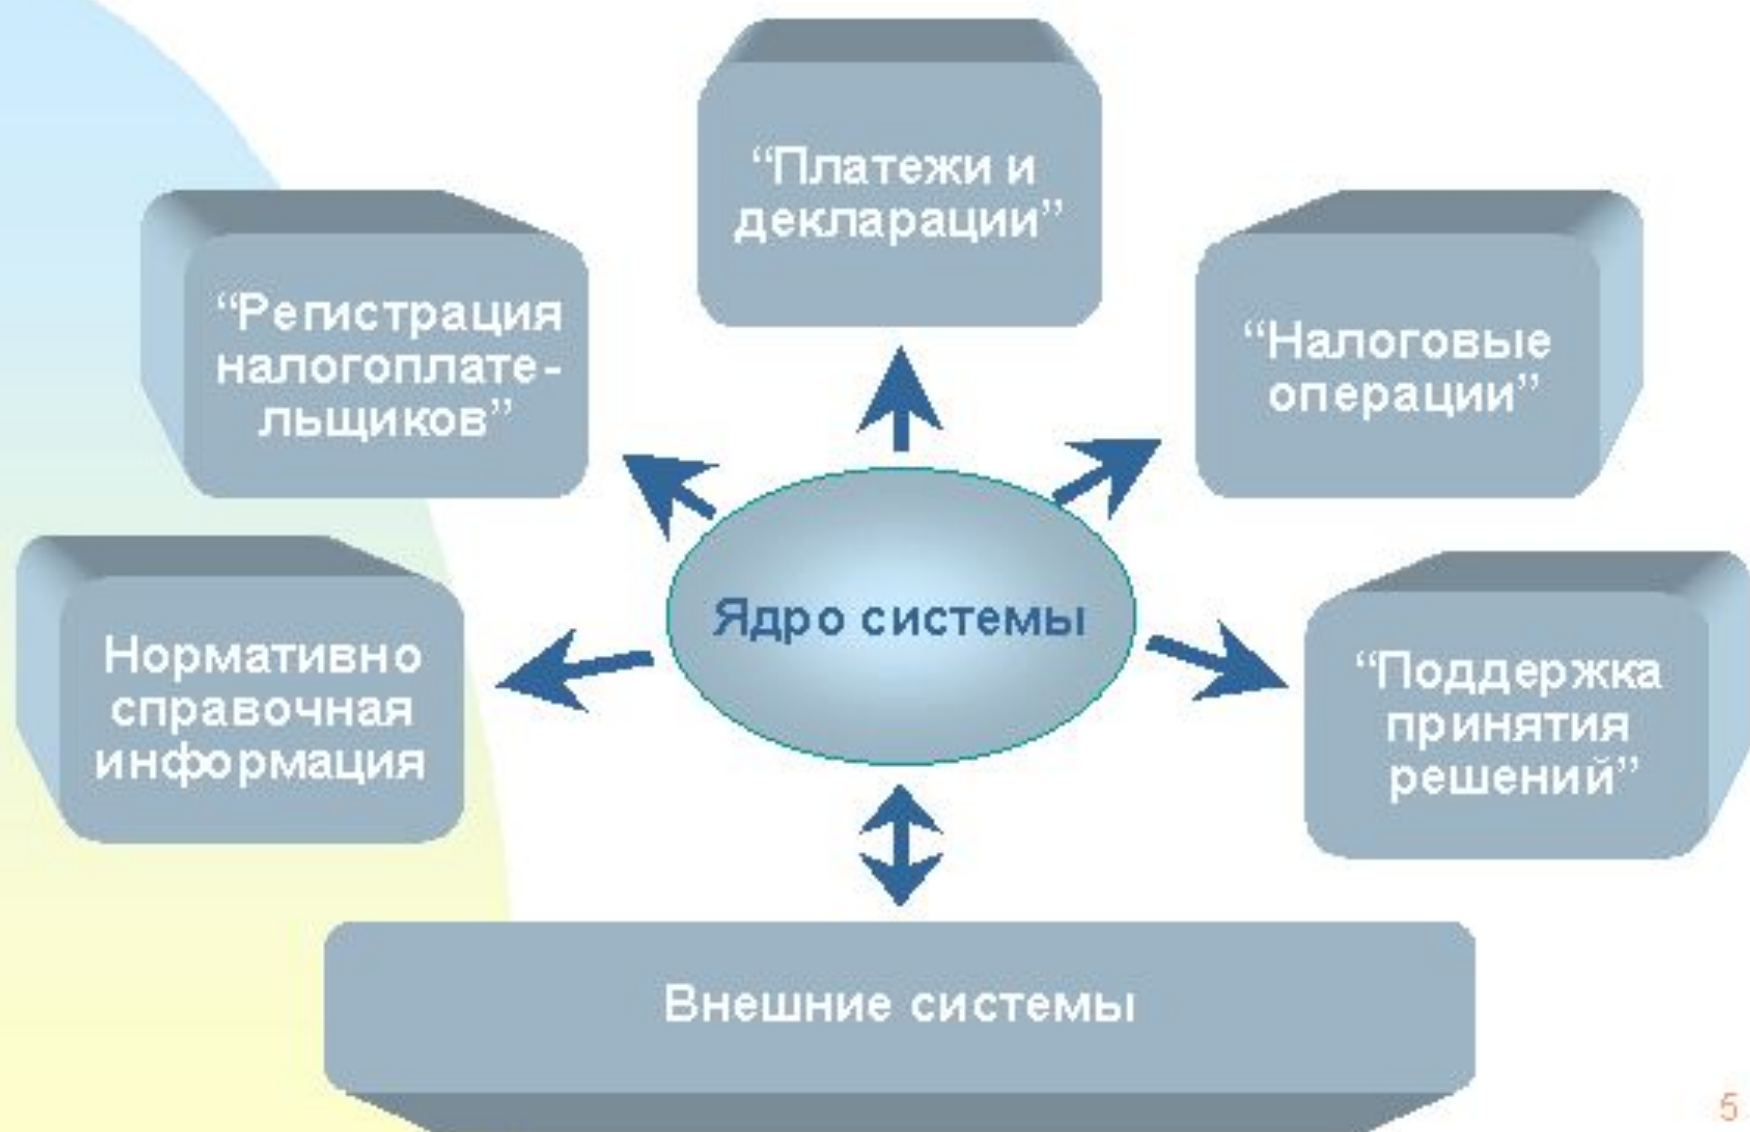 “Платежи и
декларации”
“Регистрация
налогоплате-
льщиков”
“Налоговые
операции”
Ядро системы
Нормативно
справочная
информация
“Поддержка
принятия
решений”
Внешние системы
5